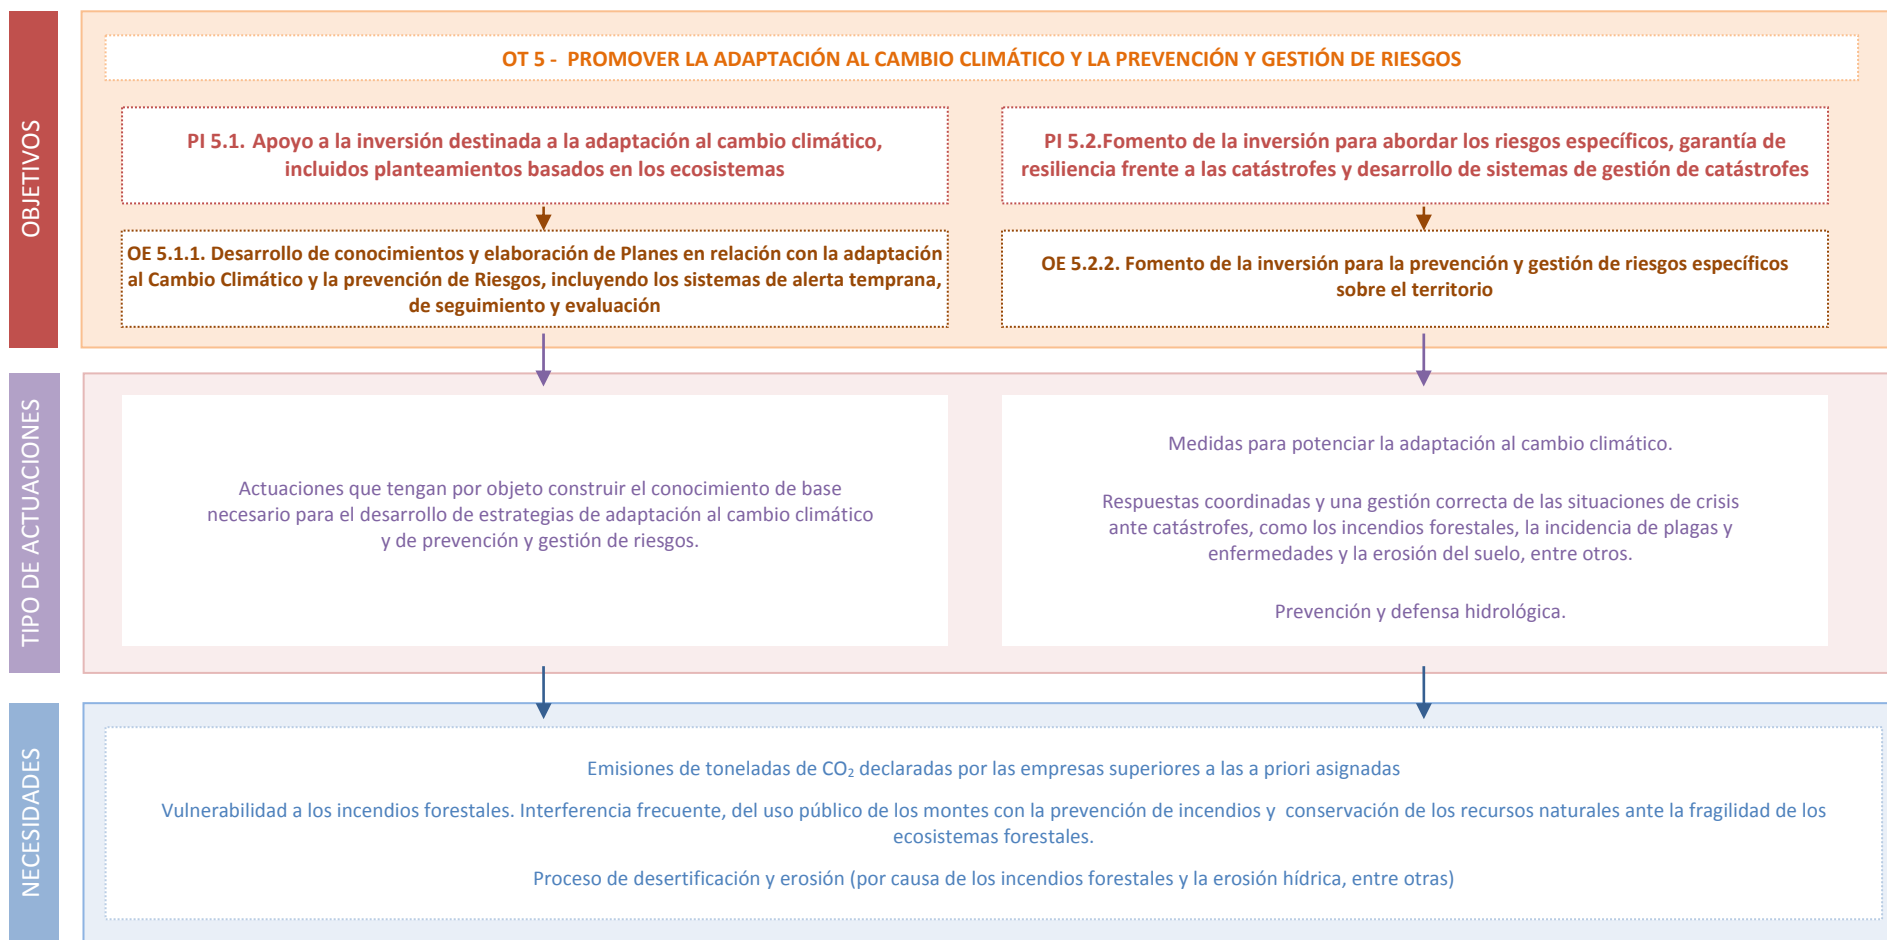 OBJETIVOS
OT 5 - PROMOVER LA ADAPTACIÓN AL CAMBIO CLIMÁTICO Y LA PREVENCIÓN Y GESTIÓN DE RIESGOS
PI 5.1. Apoyo a la inversión destinada a la adaptación al cambio climático,
incluidos planteamientos basados en los ecosistemas
PI 5.2.Fomento de la inversión para abordar los riesgos específicos, garantía de
resiliencia frente a las catástrofes y desarrollo de sistemas de gestión de catástrofes
OE 5.1.1. Desarrollo de conocimientos y elaboración de Planes en relación con la adaptación
al Cambio Climático y la prevención de Riesgos, incluyendo los sistemas de alerta temprana,
de seguimiento y evaluación
OE 5.2.2. Fomento de la inversión para la prevención y gestión de riesgos específicos
sobre el territorio
TIPO DE ACTUACIONES
Actuaciones que tengan por objeto construir el conocimiento de base
necesario para el desarrollo de estrategias de adaptación al cambio climático
y de prevención y gestión de riesgos.
Medidas para potenciar la adaptación al cambio climático.
Respuestas coordinadas y una gestión correcta de las situaciones de crisis
ante catástrofes, como los incendios forestales, la incidencia de plagas y
enfermedades y la erosión del suelo, entre otros.
Prevención y defensa hidrológica.
NECESIDADES
Emisiones de toneladas de CO₂ declaradas por las empresas superiores a las a priori asignadas
Vulnerabilidad a los incendios forestales. Interferencia frecuente, del uso público de los montes con la prevención de incendios y conservación de los recursos naturales ante la fragilidad de los
ecosistemas forestales.
Proceso de desertificación y erosión (por causa de los incendios forestales y la erosión hídrica, entre otras)